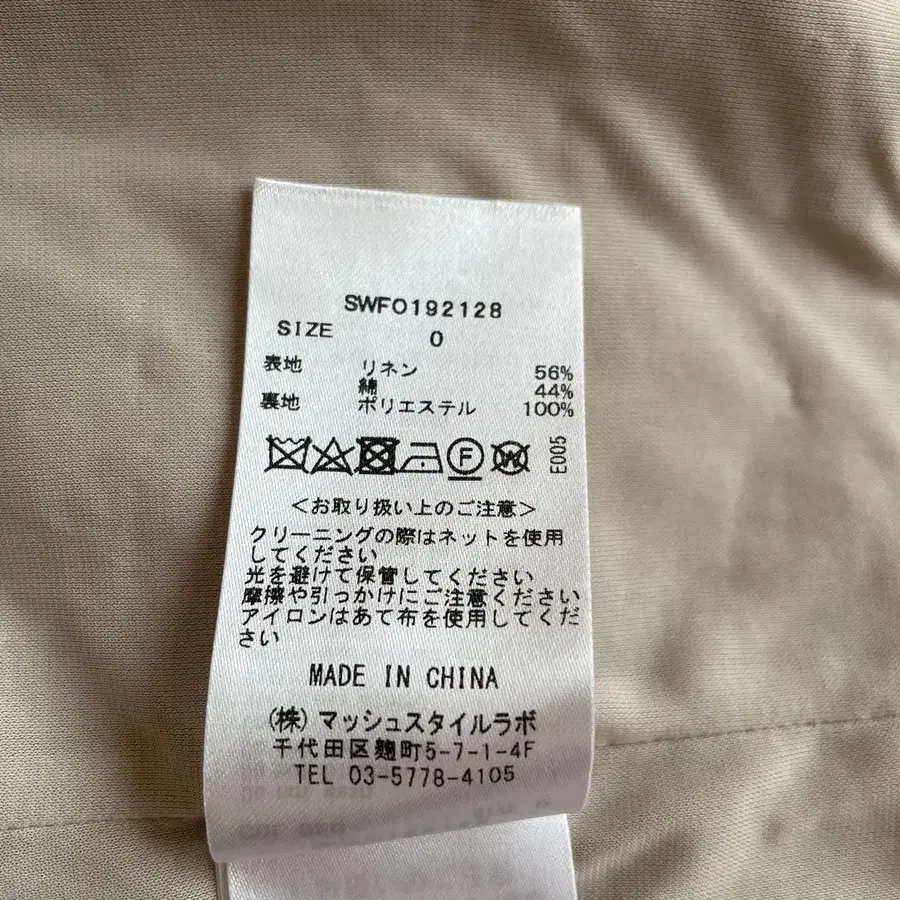 SWFO192128
SIZE 0
表地 リネン 56%
綿 44%
裏地 ポリエステル 100%
F W E005
<お取り扱い上のご注意>
クリーニングの際はネットを使用
してください
光を避けて保管してください
摩擦や引っかけにご注意ください
アイロンはあて布を使用してくだ
さい
MADE IN CHINA
(株)マッシュスタイルラボ
千代田区麹町5-7-1-4F
TEL 03-5778-4105